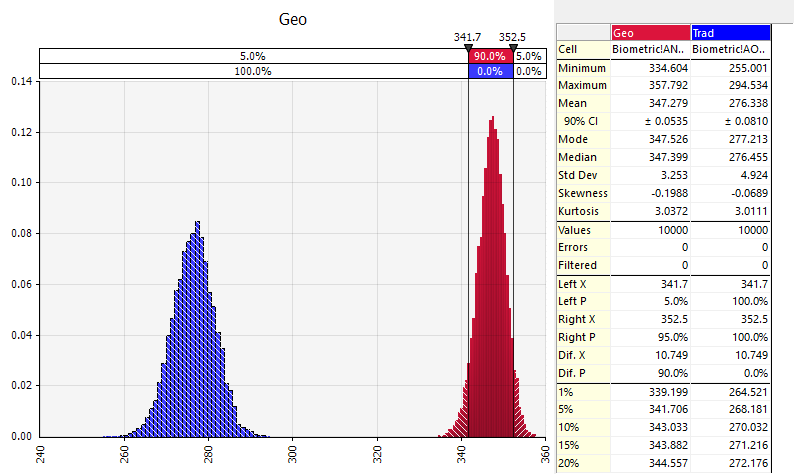 Geo
341.7 352.5
5.0% 90.0% 5.0%
100.0% 0.0% 0.0%
0.14
0.12
0.10
0.08
0.06
0.04
0.02
0.00
240 260 280 300 320 340 360
Geo Trad
Cell Biometric!AN.. Biometric!AO..
Minimum 334.604 255.001
Maximum 357.792 294.534
Mean 347.279 276.338
90% CI ± 0.0535 ± 0.0810
Mode 347.526 277.213
Median 347.399 276.455
Std Dev 3.253 4.924
Skewness -0.1988 -0.0689
Kurtosis 3.0372 3.0111
Values 10000 10000
Errors 0 0
Filtered 0 0
Left X 341.7 341.7
Left P 5.0% 100.0%
Right X 352.5 352.5
Right P 95.0% 100.0%
Dif. X 10.749 10.749
Dif. P 90.0% 0.0%
1% 339.199 264.521
5% 341.706 268.181
10% 343.033 270.032
15% 343.882 271.216
20% 344.557 272.176